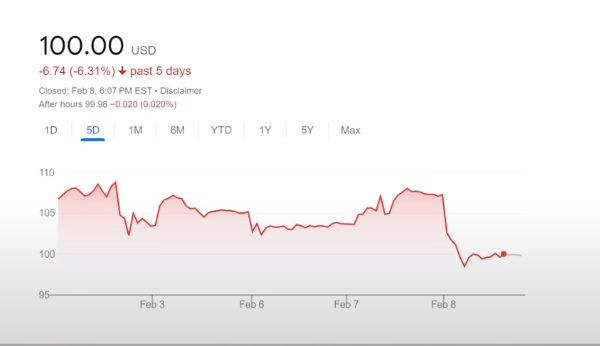 100.00 USD
-6.74 (-6.31%) ↓ past 5 days
Closed: Feb 8, 6:07 PM EST • Disclaimer
After hours 99.98 −0.020 (0.020%)
1D 5D 1M 6M YTD 1Y 5Y Max
110
105
100
95
Feb 3 Feb 6 Feb 7 Feb 8